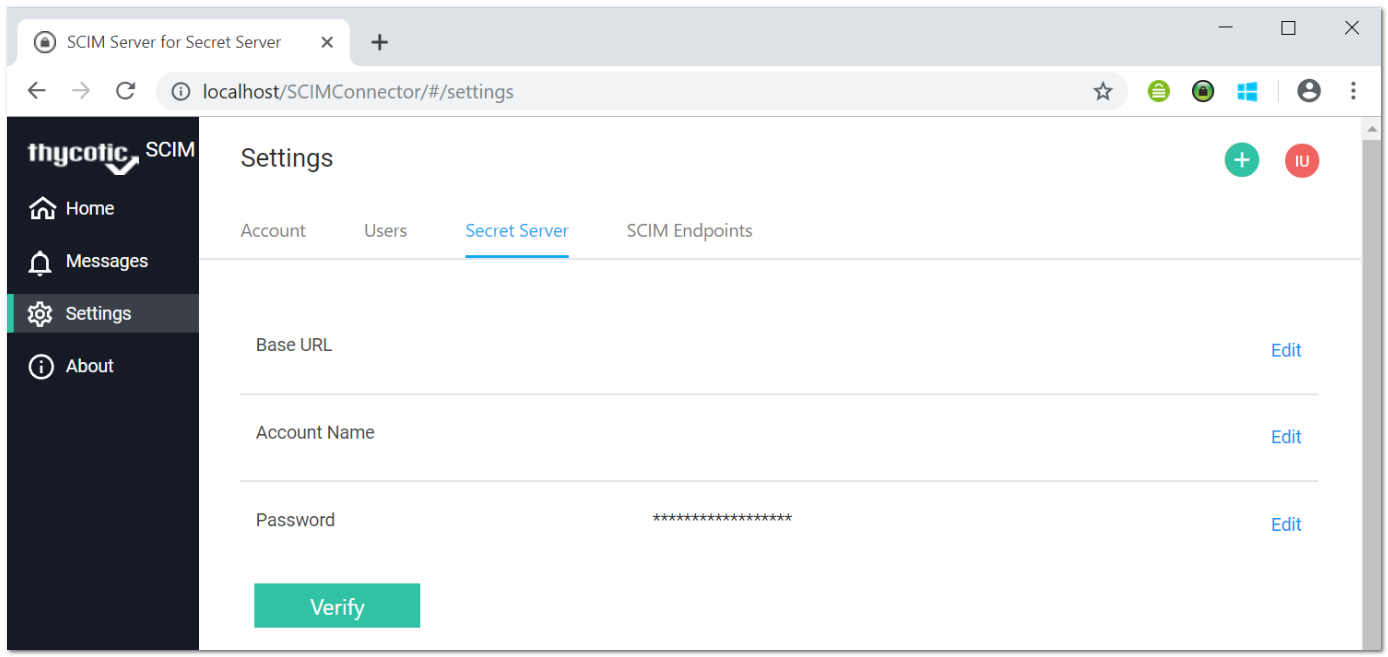 SCIM Server for Secret Server
localhost/SCIMConnector/#/settings
thycotic SCIM
Settings
IU
Home
Account Users Secret Server SCIM Endpoints
Messages
Settings
Base URL Edit
About
Account Name Edit
Password ****************** Edit
Verify